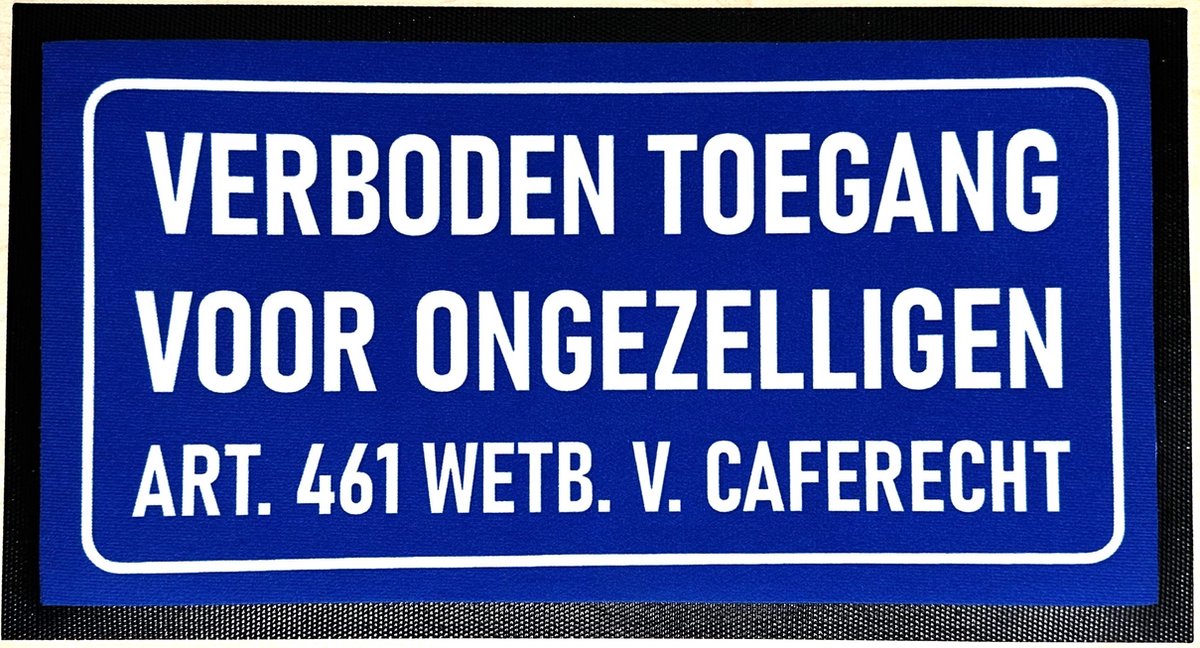 VERBODEN TOEGANG
VOOR ONGEZELLIGEN
ART. 461 WETB. V. CAFERECHT